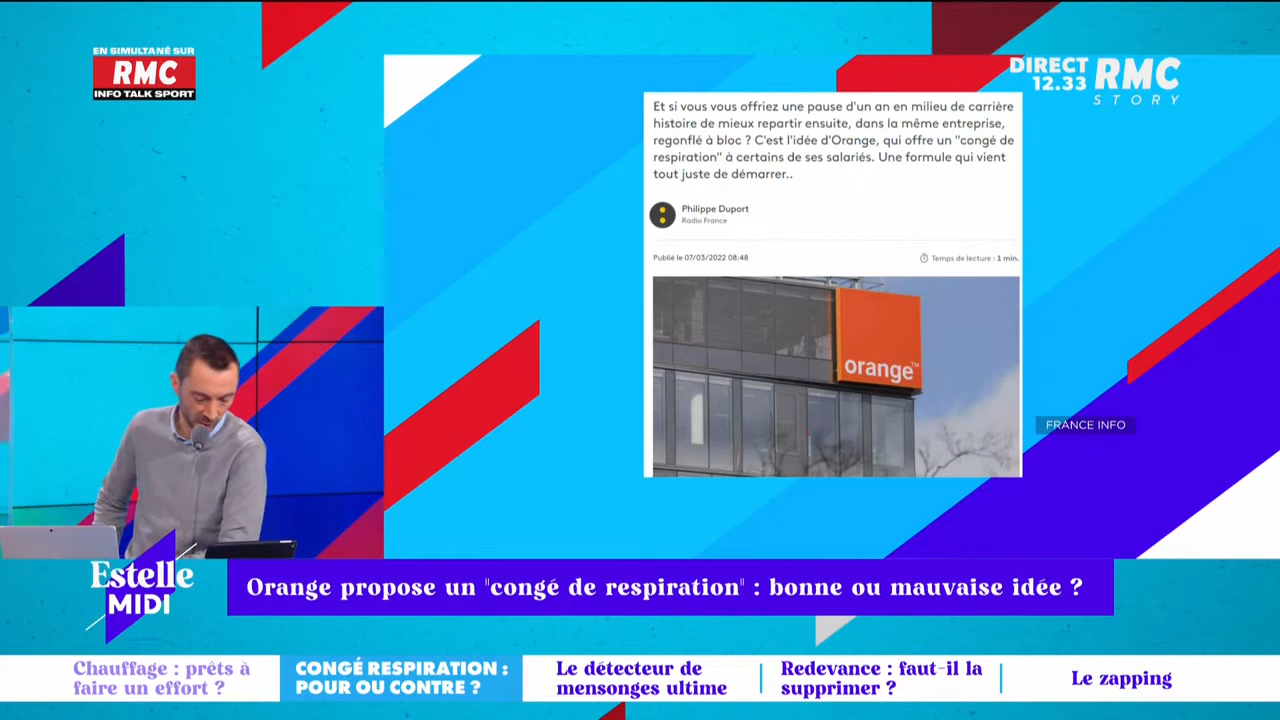 EN SIMULTANÉ SUR
RMC
INFO TALK SPORT
DIRECT
12.33
RMC
STORY
Et si vous vous offriez une pause d'un an en milieu de carrière
histoire de mieux repartir ensuite, dans la même entreprise,
regonflé à bloc ? C'est l'idée d'Orange, qui offre un "congé de
respiration" à certains de ses salariés. Une formule qui vient
tout juste de démarrer..
Philippe Duport
Radio France
Publié le 07/03/2022 08:48
Temps de lecture : 1 min.
orange™
FRANCE INFO
Estelle
MIDI
Orange propose un "congé de respiration" : bonne ou mauvaise idée ?
Chauffage : prêts à
faire un effort ?
CONGÉ RESPIRATION :
POUR OU CONTRE ?
Le détecteur de
mensonges ultime
Redevance : faut-il la
supprimer ?
Le zapping